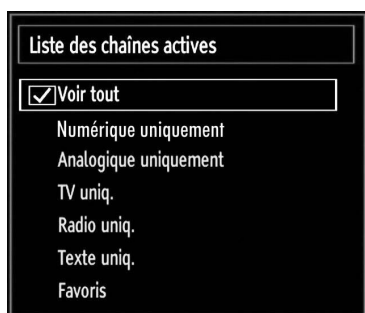 Liste des chaînes actives
Voir tout
Numérique uniquement
Analogique uniquement
TV uniq.
Radio uniq.
Texte uniq.
Favoris